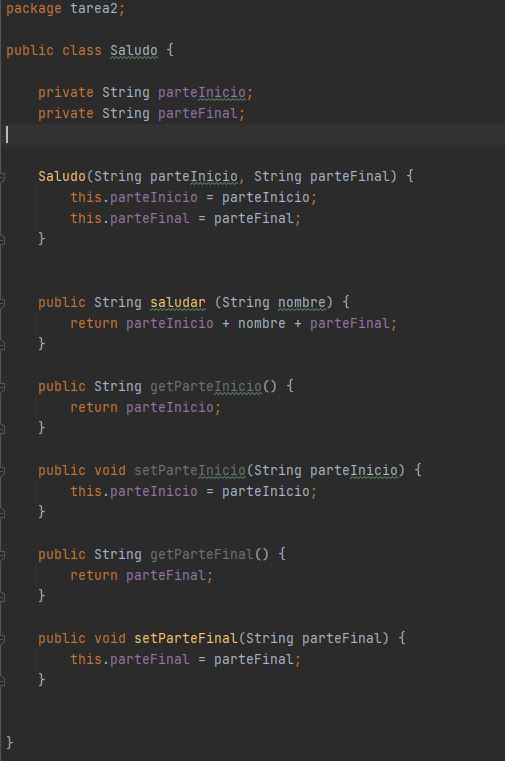 package tarea2;
public class Saludo {
private String parteInicio;
private String parteFinal;
Saludo(String parteInicio, String parteFinal) {
this.parteInicio = parteInicio;
this.parteFinal = parteFinal;
}
public String saludar (String nombre) {
return parteInicio + nombre + parteFinal;
}
public String getParteInicio() {
return parteInicio;
}
public void setParteInicio(String parteInicio) {
this.parteInicio = parteInicio;
}
public String getParteFinal() {
return parteFinal;
}
public void setParteFinal(String parteFinal) {
this.parteFinal = parteFinal;
}
}